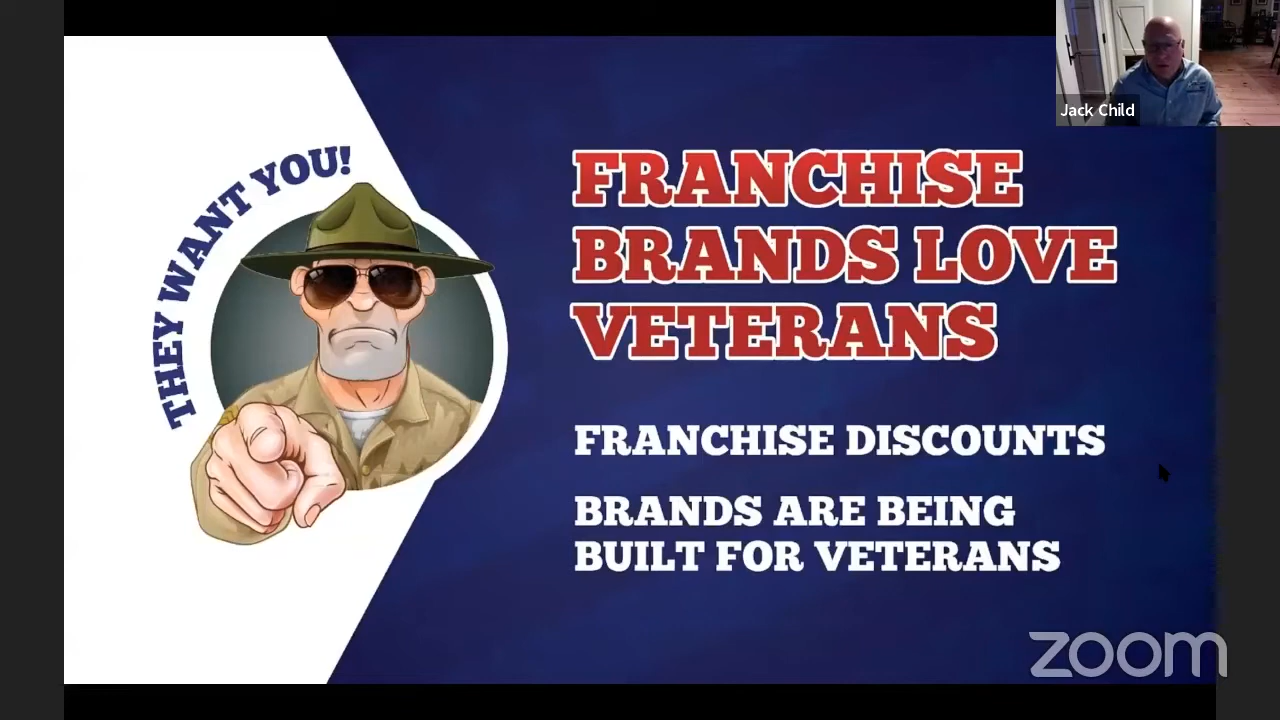 Jack Child
THEY WANT YOU!
FRANCHISE
BRANDS LOVE
VETERANS
FRANCHISE DISCOUNTS
BRANDS ARE BEING
BUILT FOR VETERANS
zoom